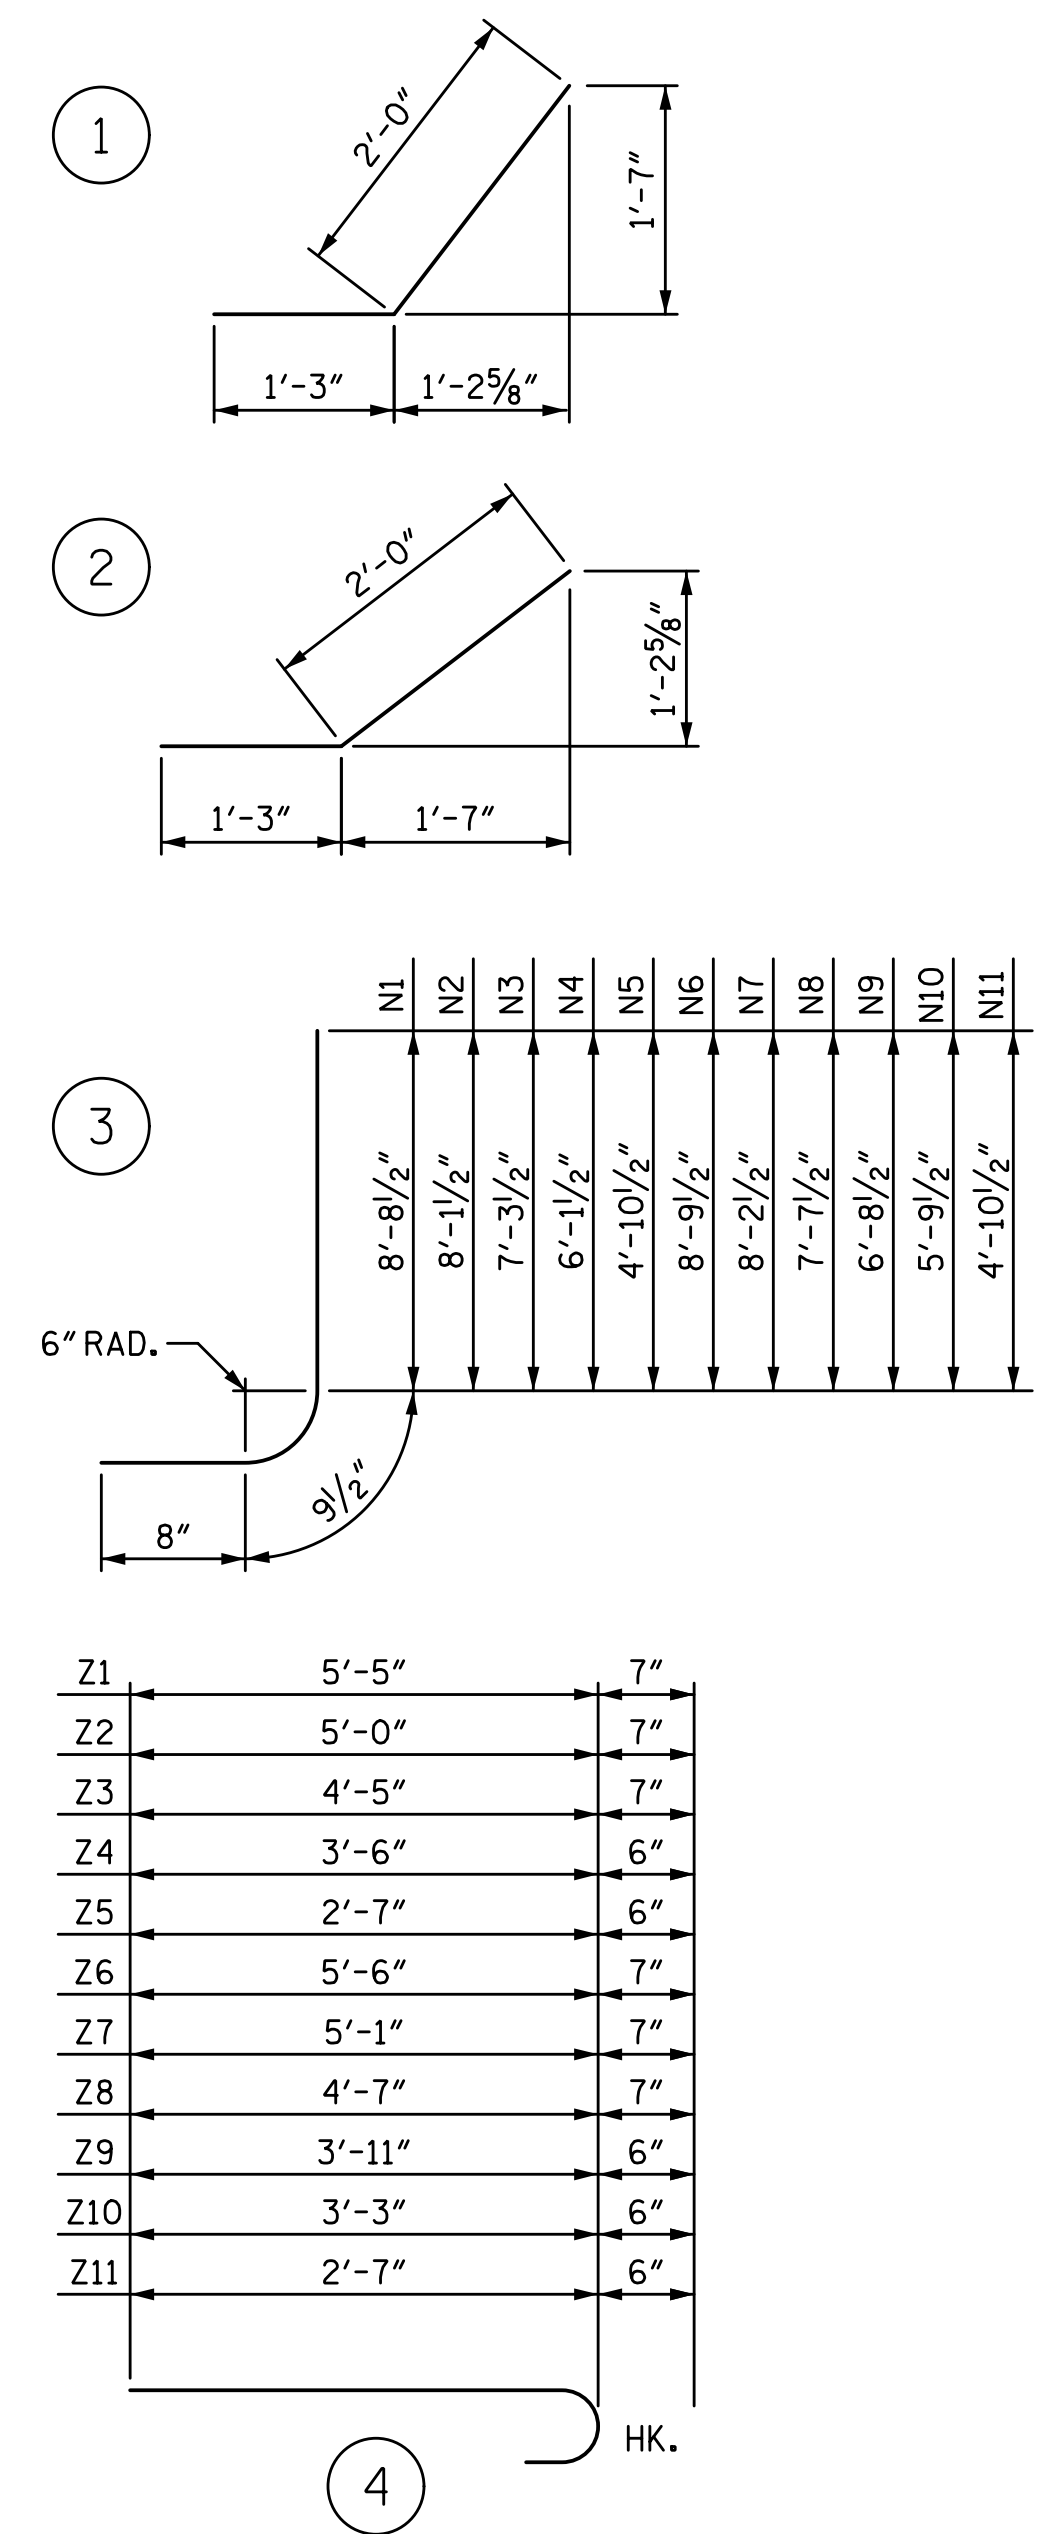 1
2'-0"
1'-7"
1'-3"
1'-2⅝"
2
2'-0"
1'-2⅝"
1'-3"
1'-7"
3
N1 N2 N3 N4 N5 N6 N7 N8 N9 N10 N11
8'-8½" 8'-1½" 7'-3½" 6'-1½" 4'-10½" 8'-9½" 8'-2½" 7'-7½" 6'-8½" 5'-9½" 4'-10½"
6" RAD.
9½"
8"
Z1 5'-5" 7"
Z2 5'-0" 7"
Z3 4'-5" 7"
Z4 3'-6" 6"
Z5 2'-7" 6"
Z6 5'-6" 7"
Z7 5'-1" 7"
Z8 4'-7" 7"
Z9 3'-11" 6"
Z10 3'-3" 6"
Z11 2'-7" 6"
HK.
4